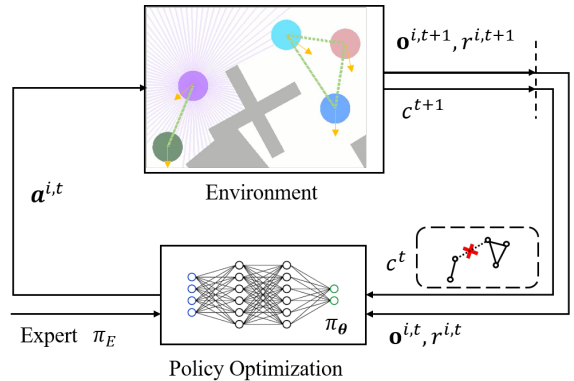 𝐨^{i,t+1}, r^{i,t+1}
c^{t+1}
Environment
𝒂^{i,t}
c^t
π_𝜽
Expert π_E
𝐨^{i,t}, r^{i,t}
Policy Optimization